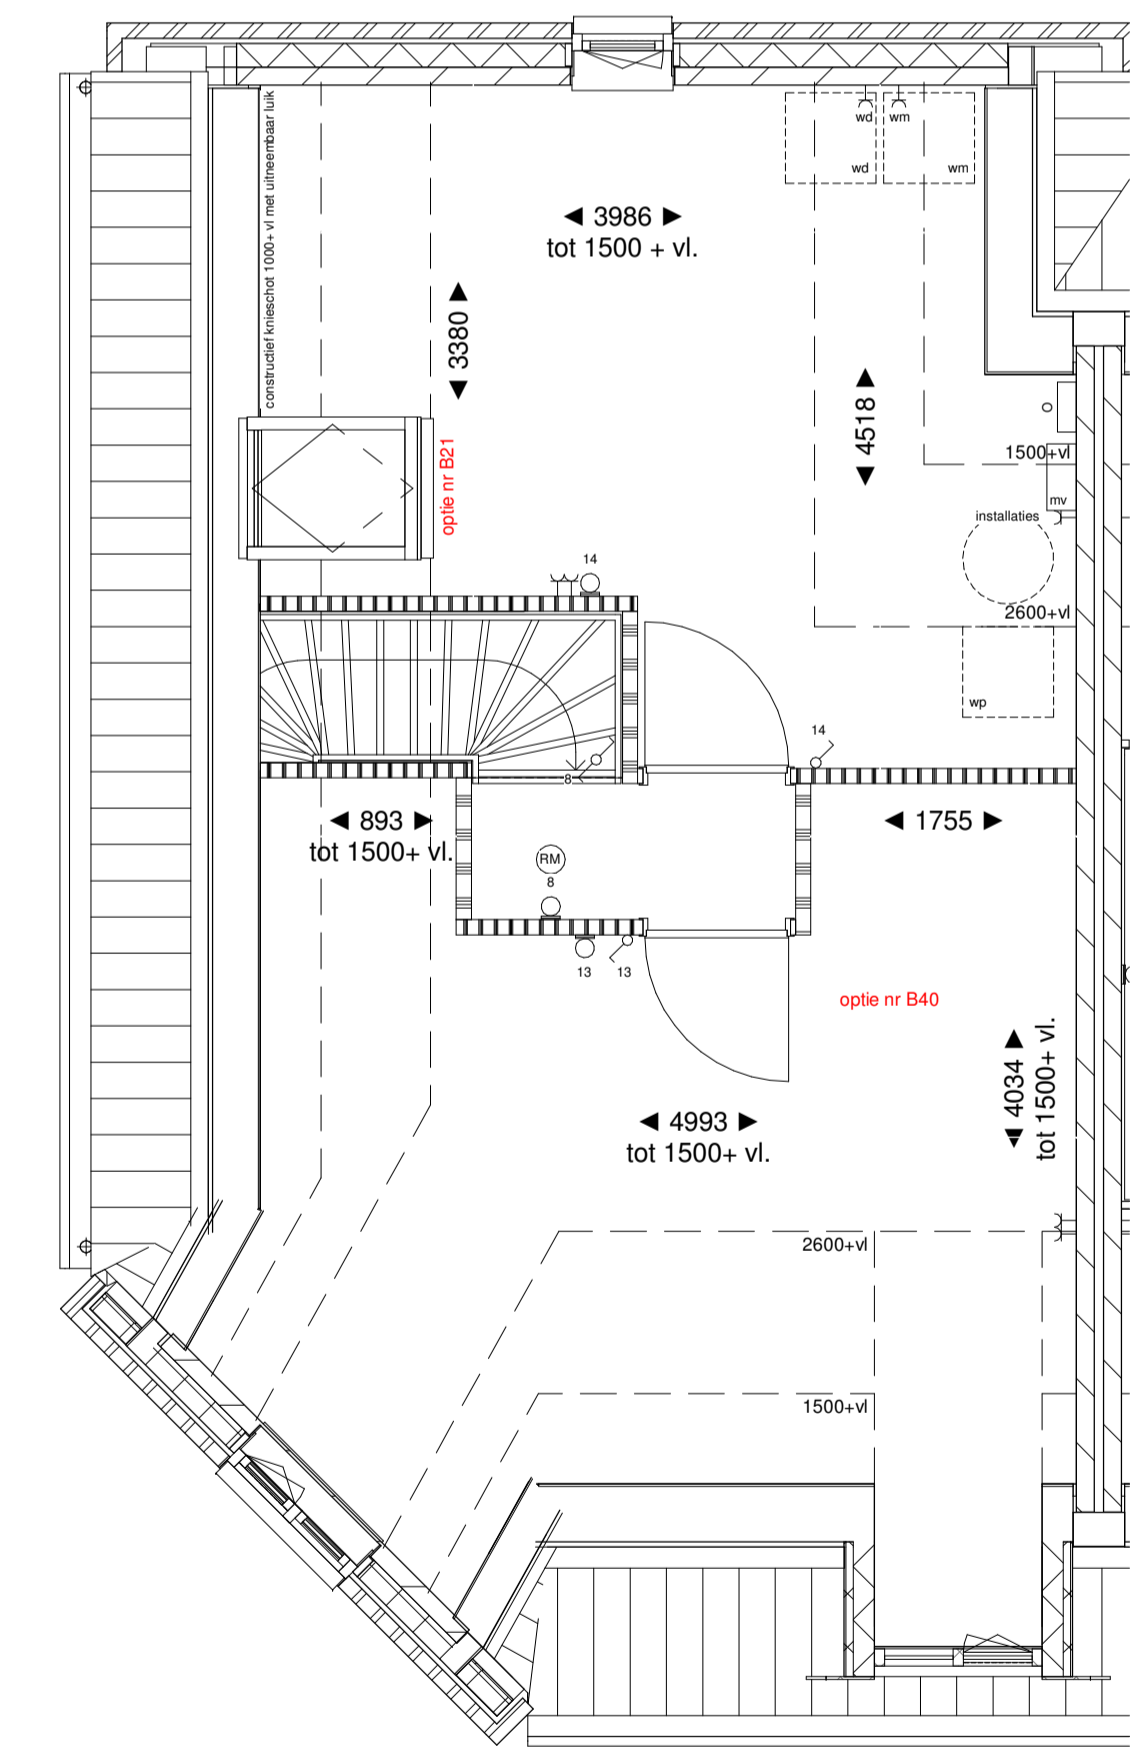 constructief knieschot 1000+ vl met uitneembaar luik
wd
wm
wd
wm
3986
tot 1500 + vl.
3380
4518
optie nr B21
1500+vl
mv
installaties
14
2600+vl
wp
14
8
893
tot 1500+ vl.
1755
RM
8
13
13
optie nr B40
4034
tot 1500+ vl.
4993
tot 1500+ vl.
2600+vl
1500+vl